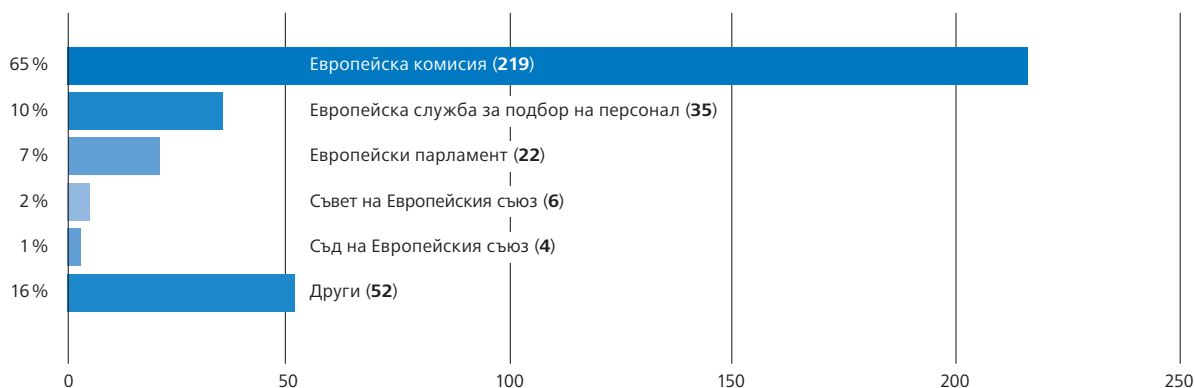 65 % Европейска комисия (219)
10 % Европейска служба за подбор на персонал (35)
7 % Европейски парламент (22)
2 % Съвет на Европейския съюз (6)
1 % Съд на Европейския съюз (4)
16 % Други (52)
0 50 100 150 200 250